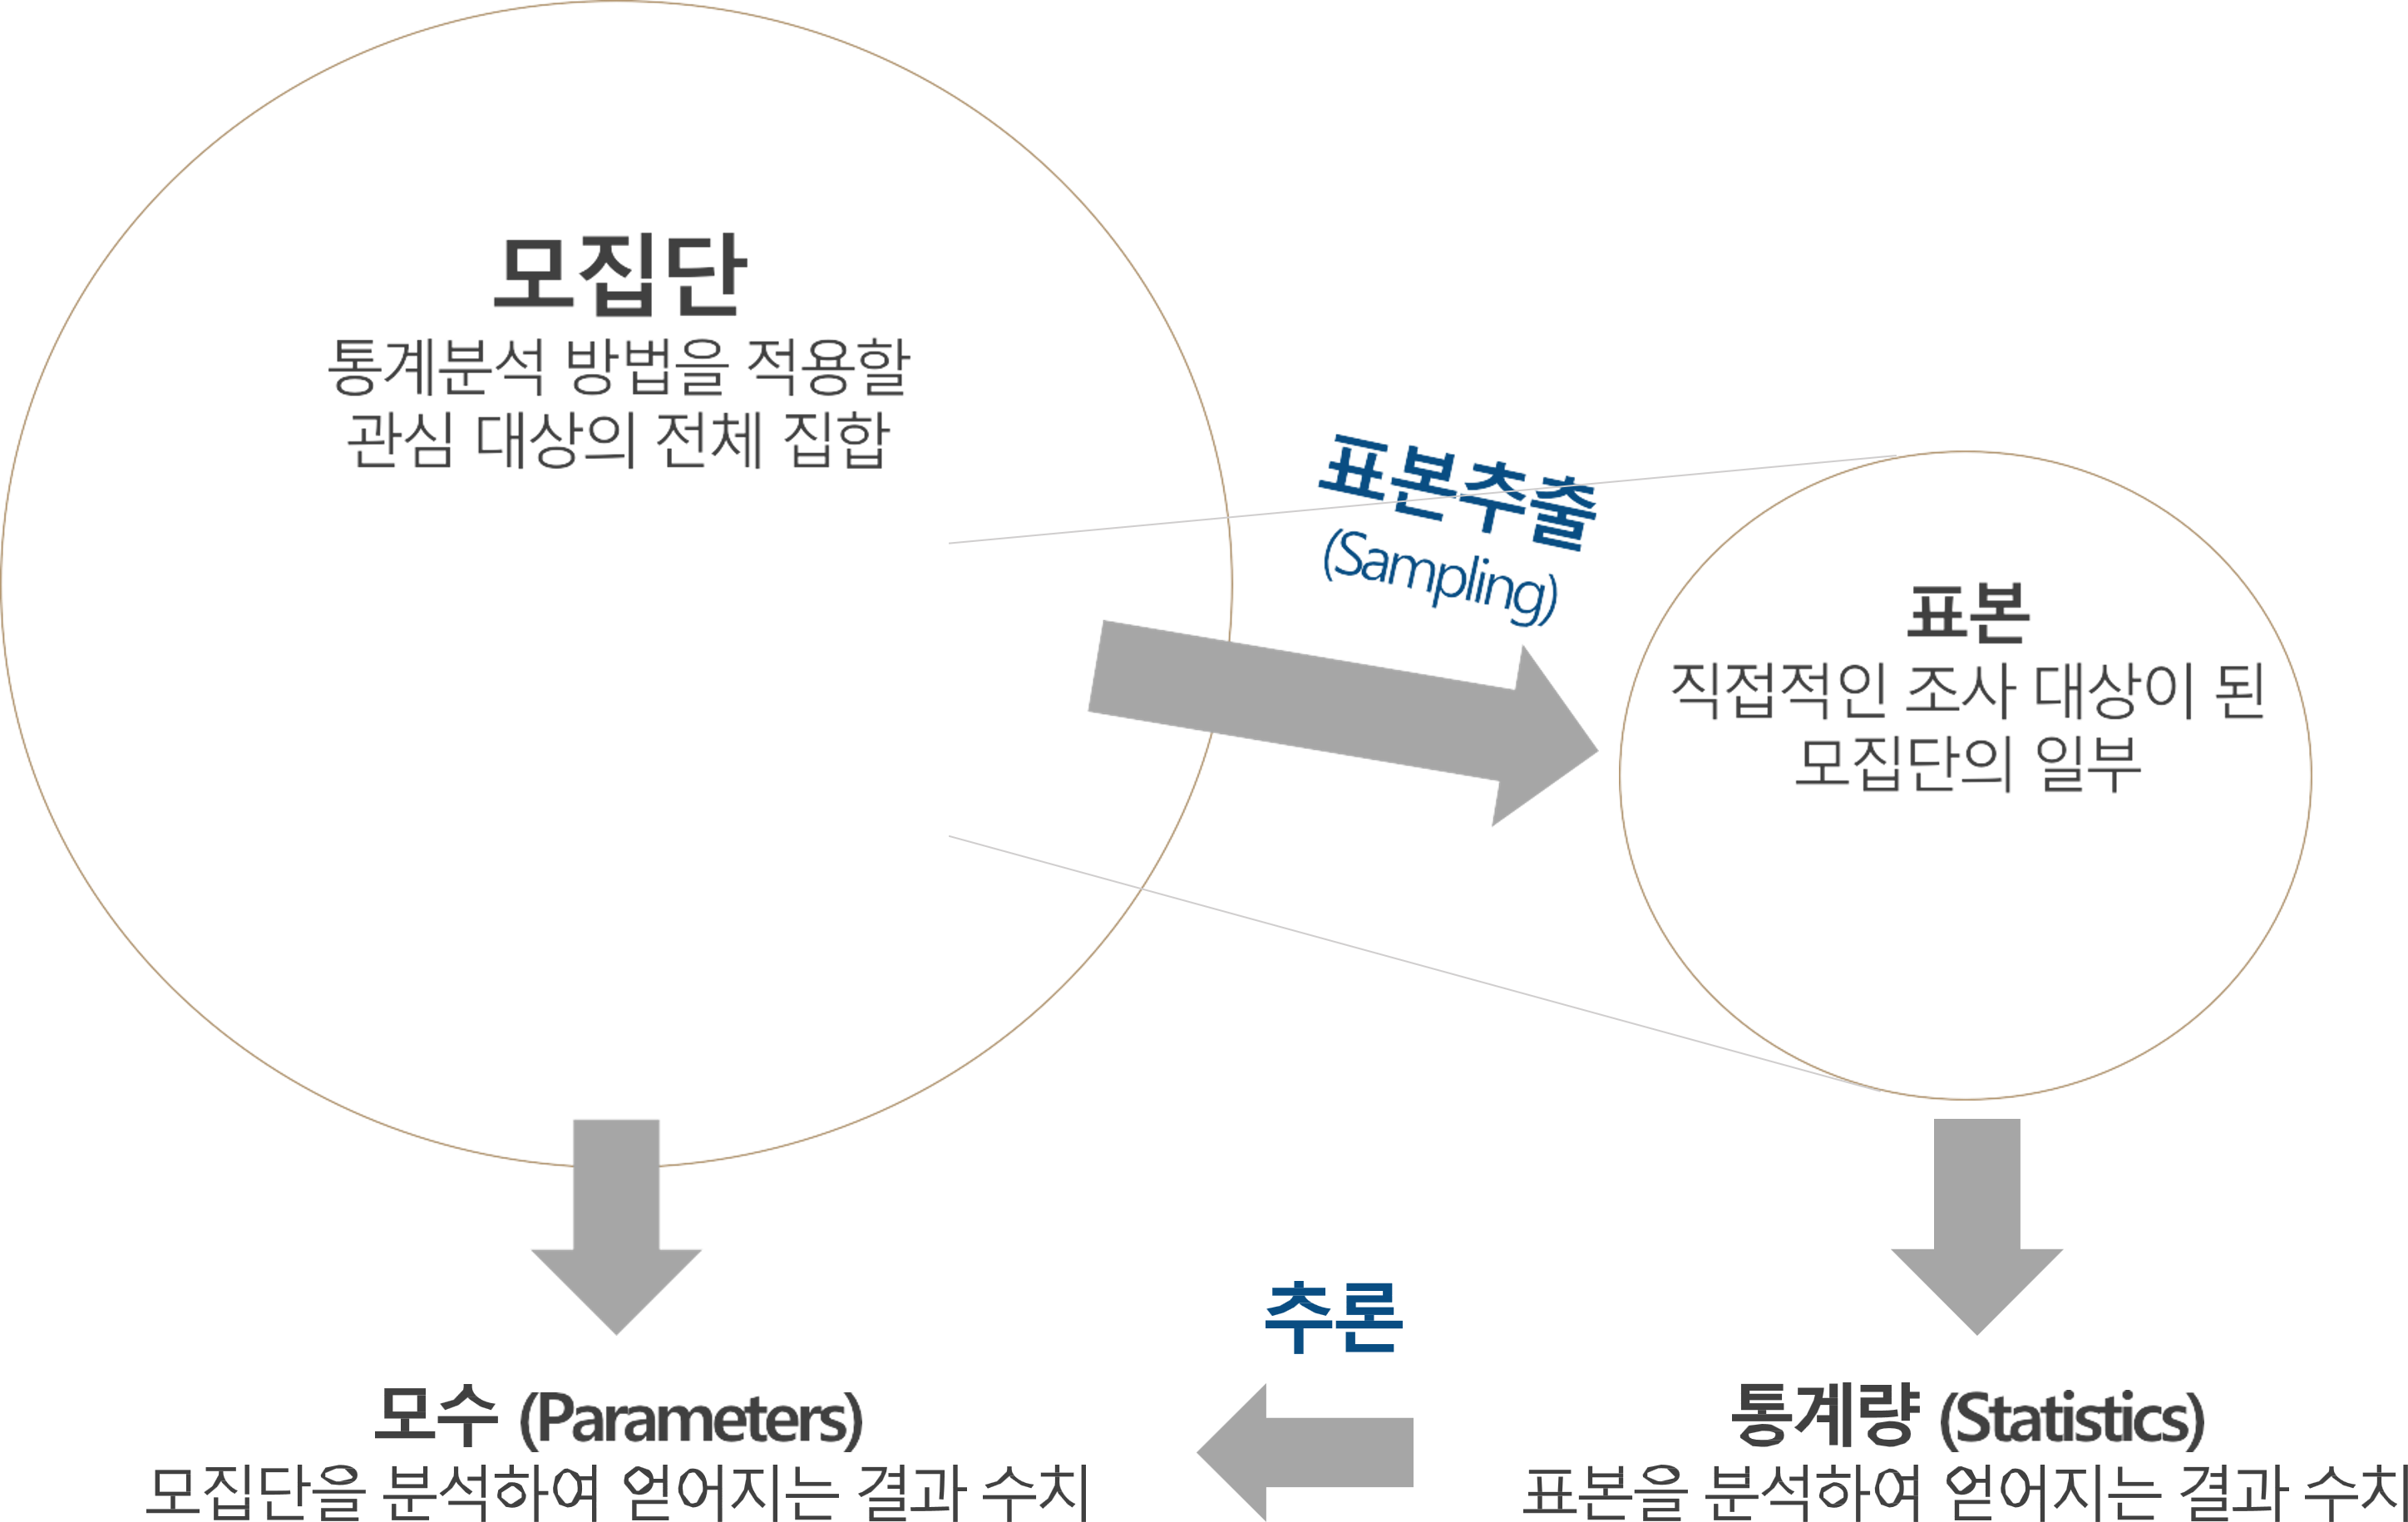 모집단
통계분석 방법을 적용할
관심 대상의 전체 집합
표본추출
(Sampling)
표본
직접적인 조사 대상이 된
모집단의 일부
추론
모수 (Parameters)
모집단을 분석하여 얻어지는 결과 수치
통계량 (Statistics)
표본을 분석하여 얻어지는 결과 수치